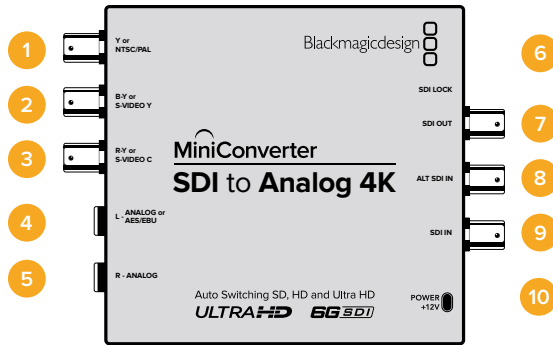 1
Y or
NTSC/PAL
2
B-Y or
S-VIDEO Y
3
R-Y or
S-VIDEO C
4
L - ANALOG or
AES/EBU
5
R - ANALOG
Blackmagicdesign
MiniConverter
SDI to Analog 4K
Auto Switching SD, HD and Ultra HD
ULTRA HD 6G SDI
6
SDI LOCK
7
SDI OUT
8
ALT SDI IN
9
SDI IN
10
POWER
+12V